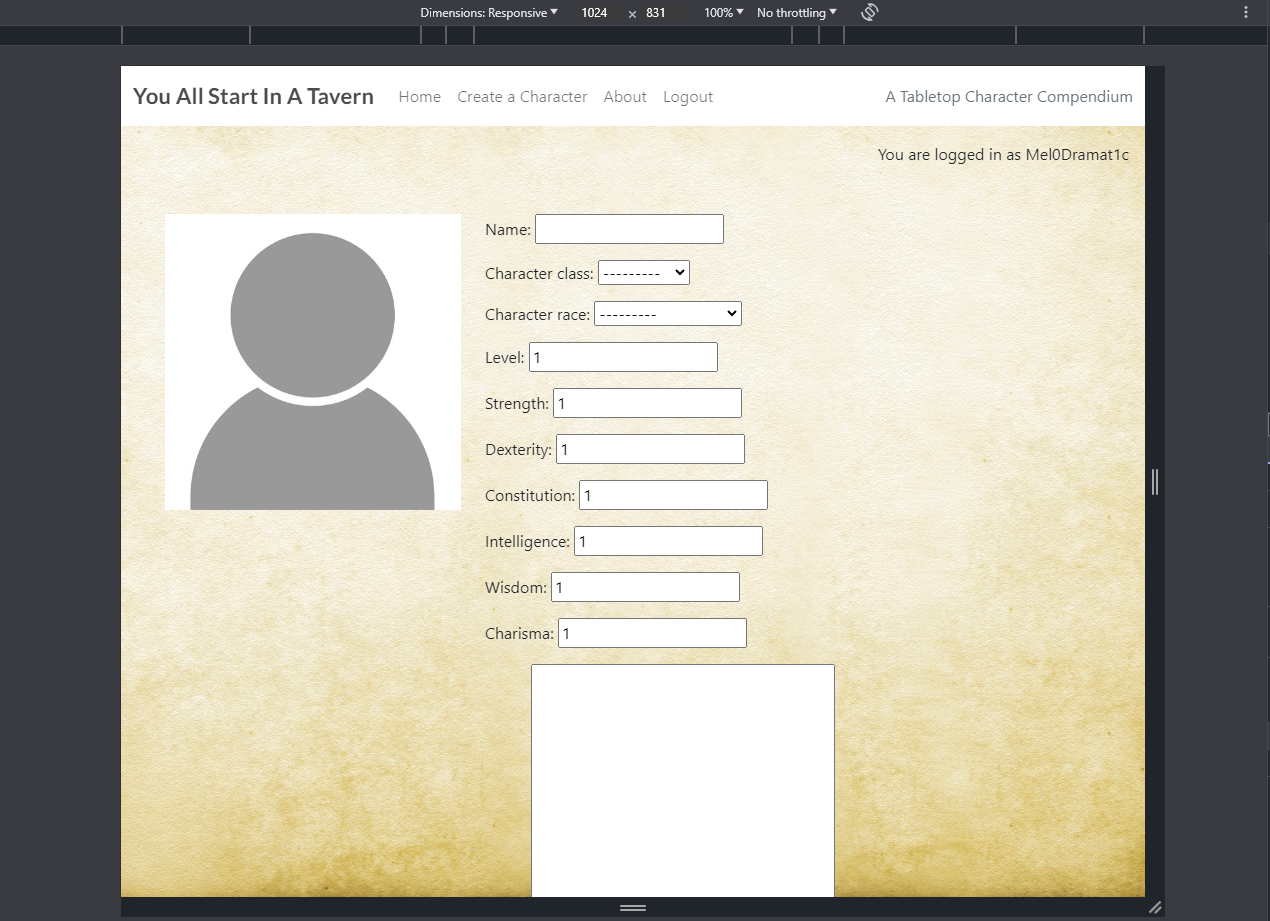 Dimensions: Responsive 1024 × 831 100% No throttling
You All Start In A Tavern Home Create a Character About Logout A Tabletop Character Compendium
You are logged in as Mel0Dramat1c
Name:
Character class: ---------
Character race: ---------
Level: 1
Strength: 1
Dexterity: 1
Constitution: 1
Intelligence: 1
Wisdom: 1
Charisma: 1